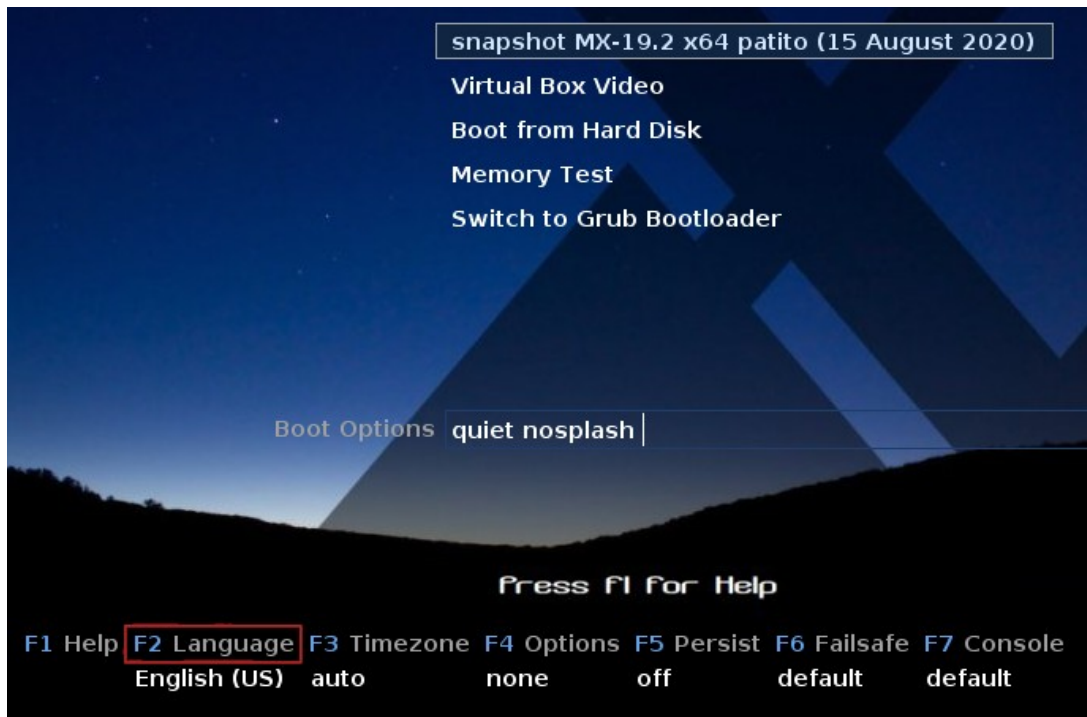 snapshot MX-19.2 x64 patito (15 August 2020)
Virtual Box Video
Boot from Hard Disk
Memory Test
Switch to Grub Bootloader
Boot Options quiet nosplash
Press F1 for Help
F1 Help F2 Language F3 Timezone F4 Options F5 Persist F6 Failsafe F7 Console
English (US) auto none off default default